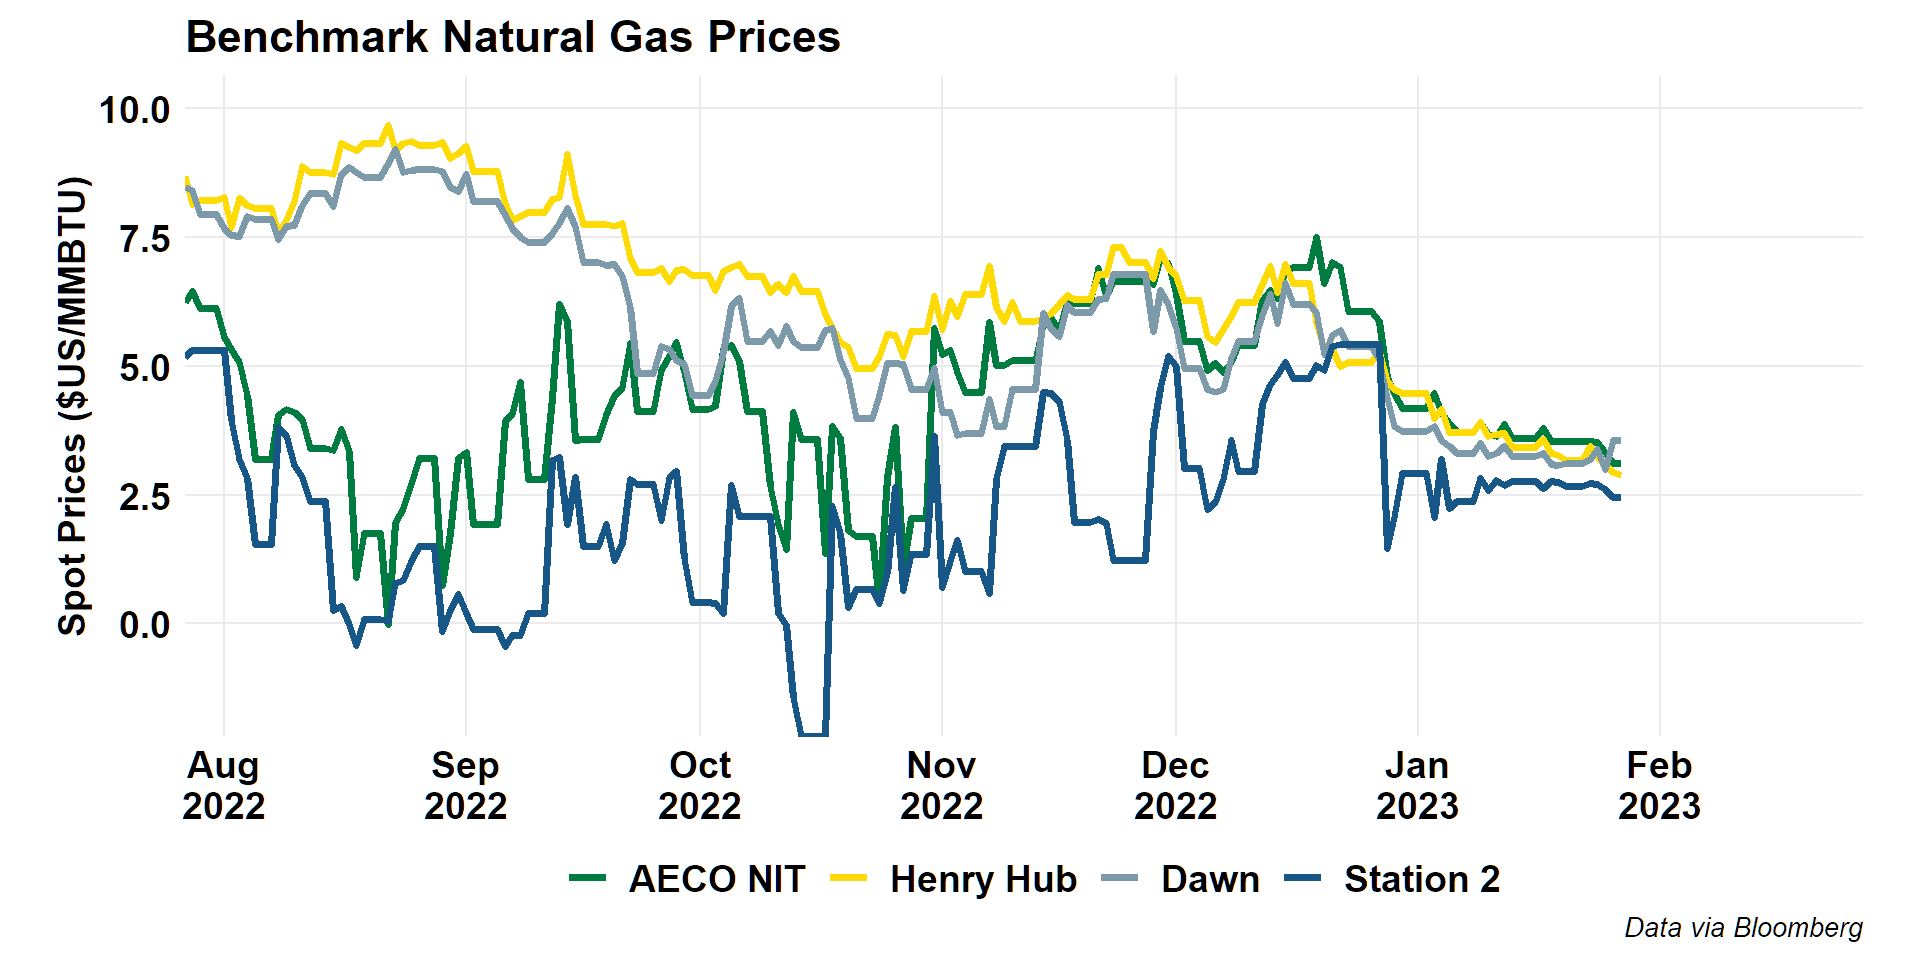 Benchmark Natural Gas Prices
Spot Prices ($US/MMBTU)
10.0
7.5
5.0
2.5
0.0
Aug Sep Oct Nov Dec Jan Feb
2022 2022 2022 2022 2022 2023 2023
AECO NIT Henry Hub Dawn Station 2
Data via Bloomberg